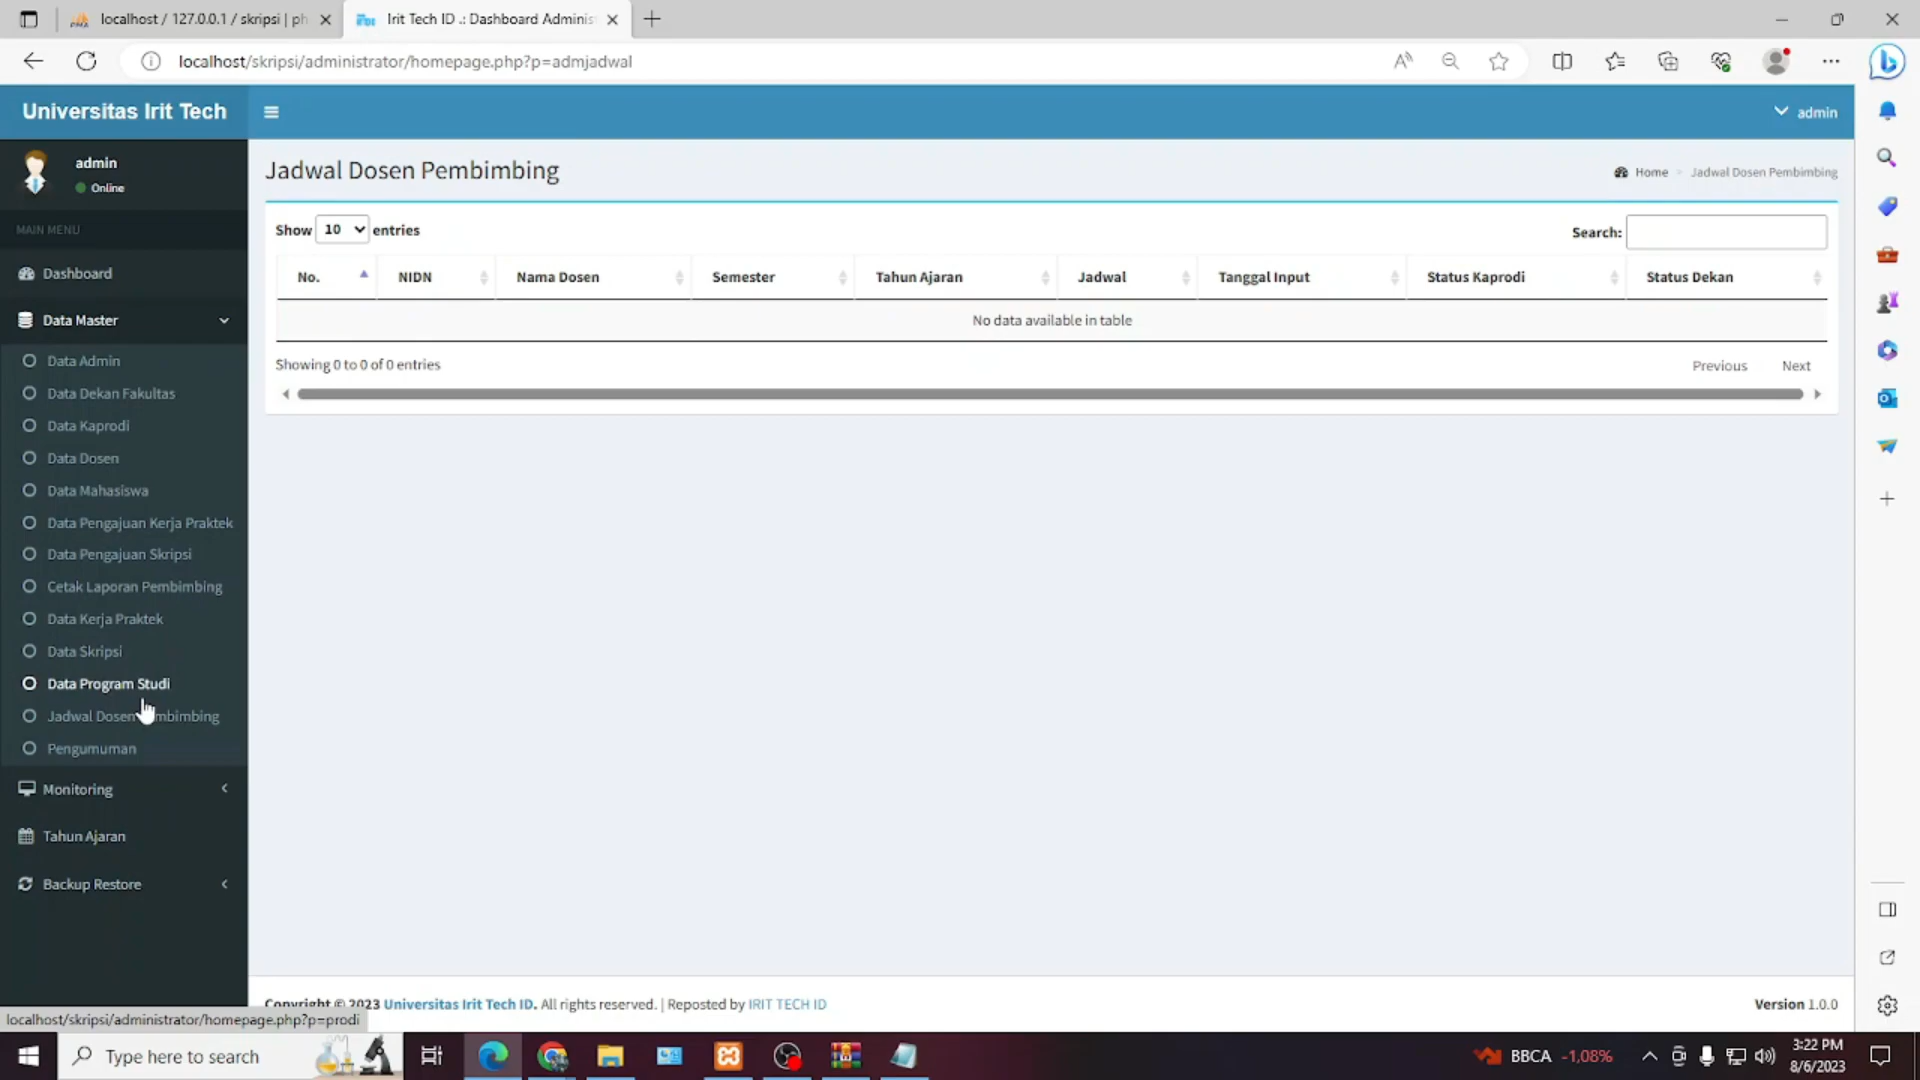 localhost / 127.0.0.1 / skripsi | ph
Irit Tech ID .: Dashboard Adminis
localhost/skripsi/administrator/homepage.php?p=admjadwal
Universitas Irit Tech
admin
admin
Online
Jadwal Dosen Pembimbing
Home
Jadwal Dosen Pembimbing
MAIN MENU
Show 10 entries
Search:
Dashboard
No. NIDN Nama Dosen Semester Tahun Ajaran Jadwal Tanggal Input Status Kaprodi Status Dekan
Data Master
No data available in table
Data Admin
Showing 0 to 0 of 0 entries
Previous Next
Data Dekan Fakultas
Data Kaprodi
Data Dosen
Data Mahasiswa
Data Pengajuan Kerja Praktek
Data Pengajuan Skripsi
Cetak Laporan Pembimbing
Data Kerja Praktek
Data Skripsi
Data Program Studi
Jadwal Dosen Pembimbing
Pengumuman
Monitoring
Tahun Ajaran
Backup Restore
Copyright © 2023 Universitas Irit Tech ID. All rights reserved. | Reposted by IRIT TECH ID
Version 1.0.0
localhost/skripsi/administrator/homepage.php?p=prodi
Type here to search
BBCA -1,08%
3:22 PM
8/6/2023